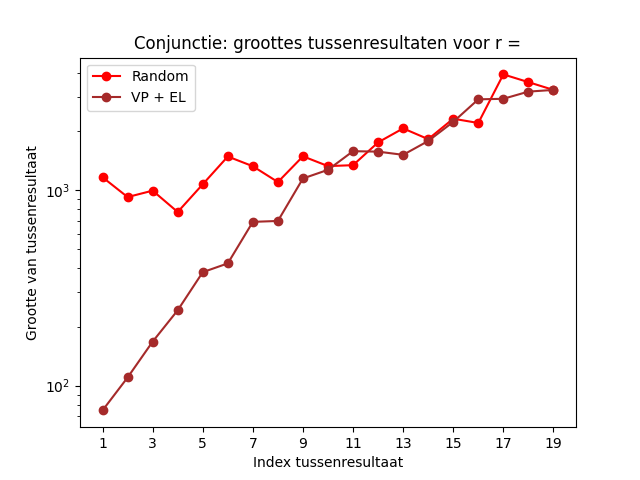 Conjunctie: groottes tussenresultaten voor r =
Random
VP + EL
Grootte van tussenresultaat
10³
10²
1 3 5 7 9 11 13 15 17 19
Index tussenresultaat